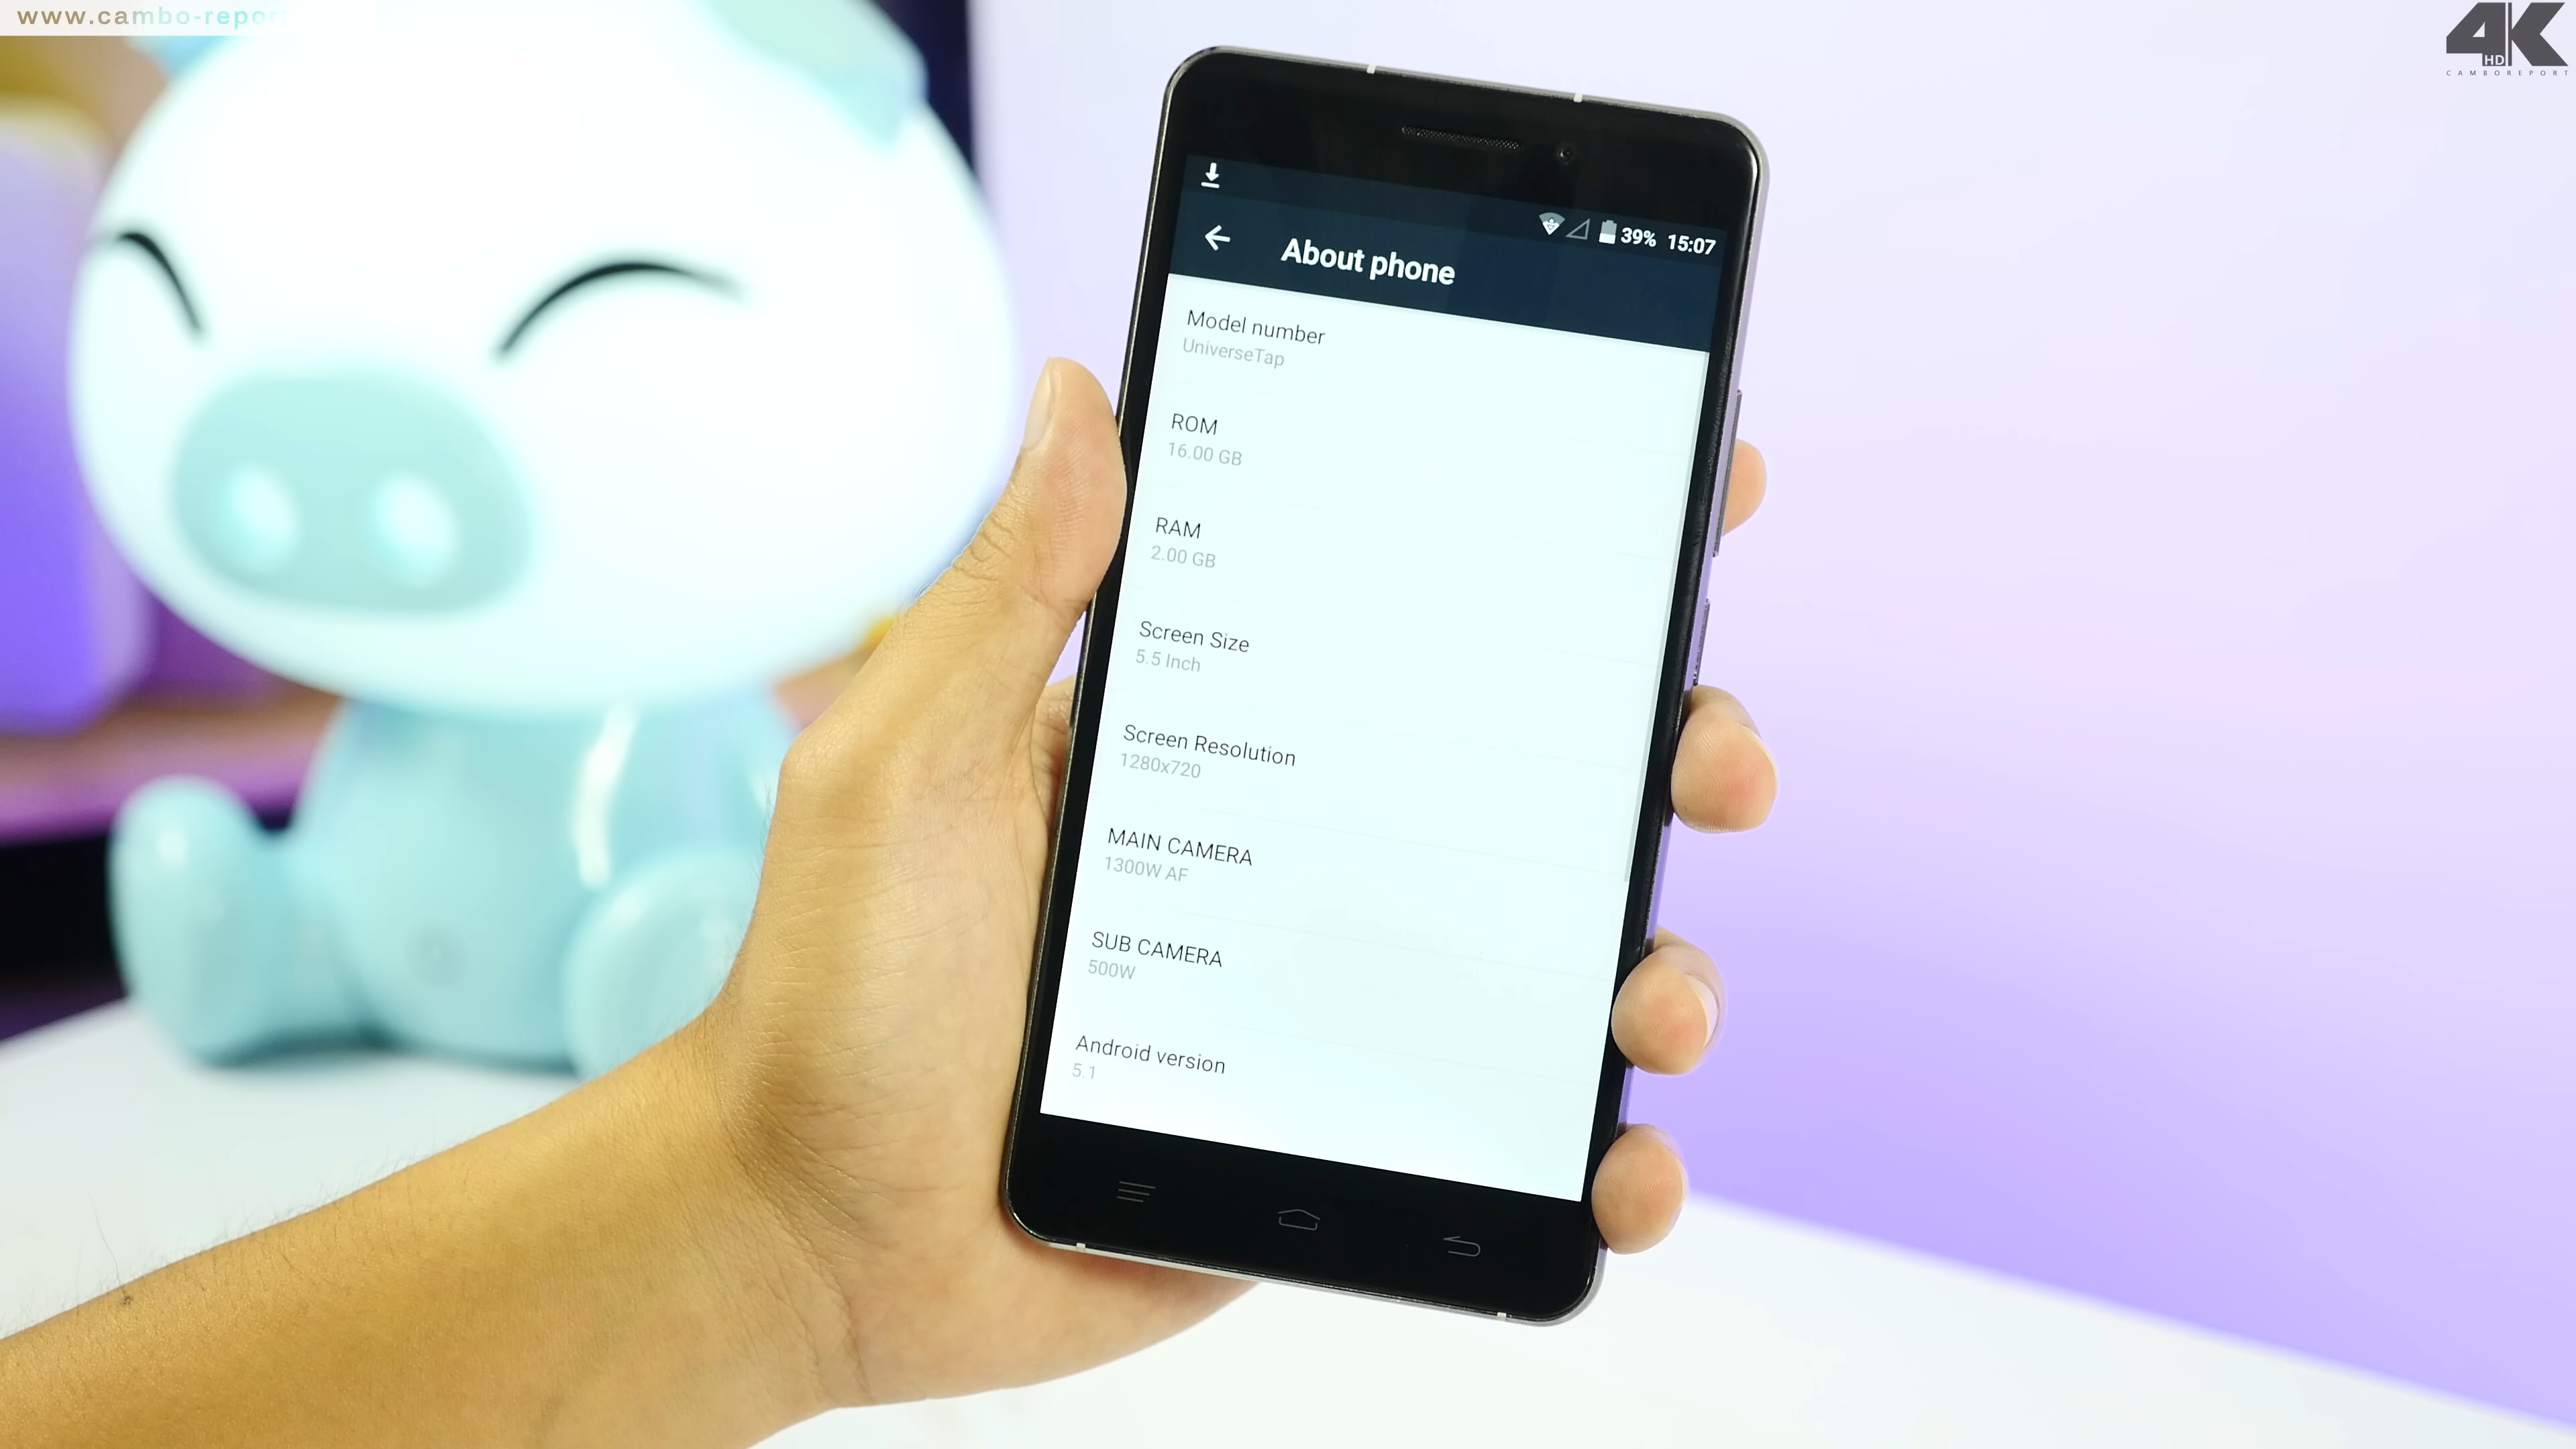 www.cambo-report
4K
HD
CAMBOREPORT
39% 15:07
About phone
Model number
UniverseTap
ROM
16.00 GB
RAM
2.00 GB
Screen Size
5.5 Inch
Screen Resolution
1280x720
MAIN CAMERA
1300W AF
SUB CAMERA
500W
Android version
5.1